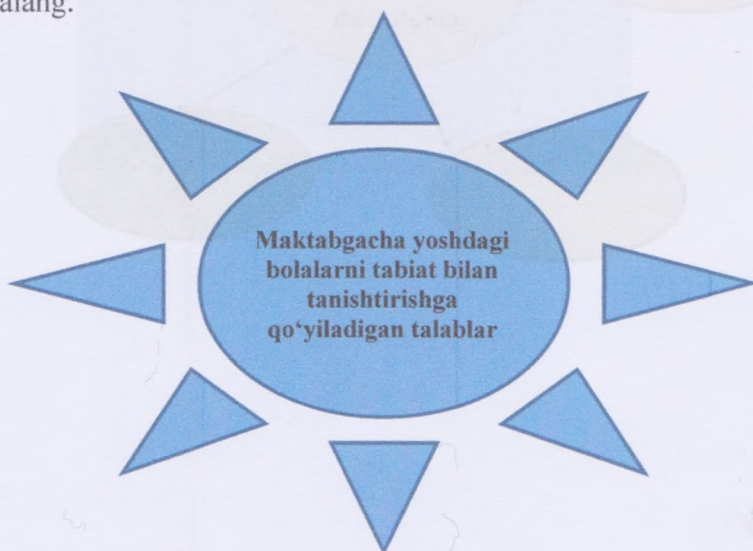 Maktabgacha yoshdagi
bolalarni tabiat bilan
tanishtirishga
qo‘yiladigan talablar